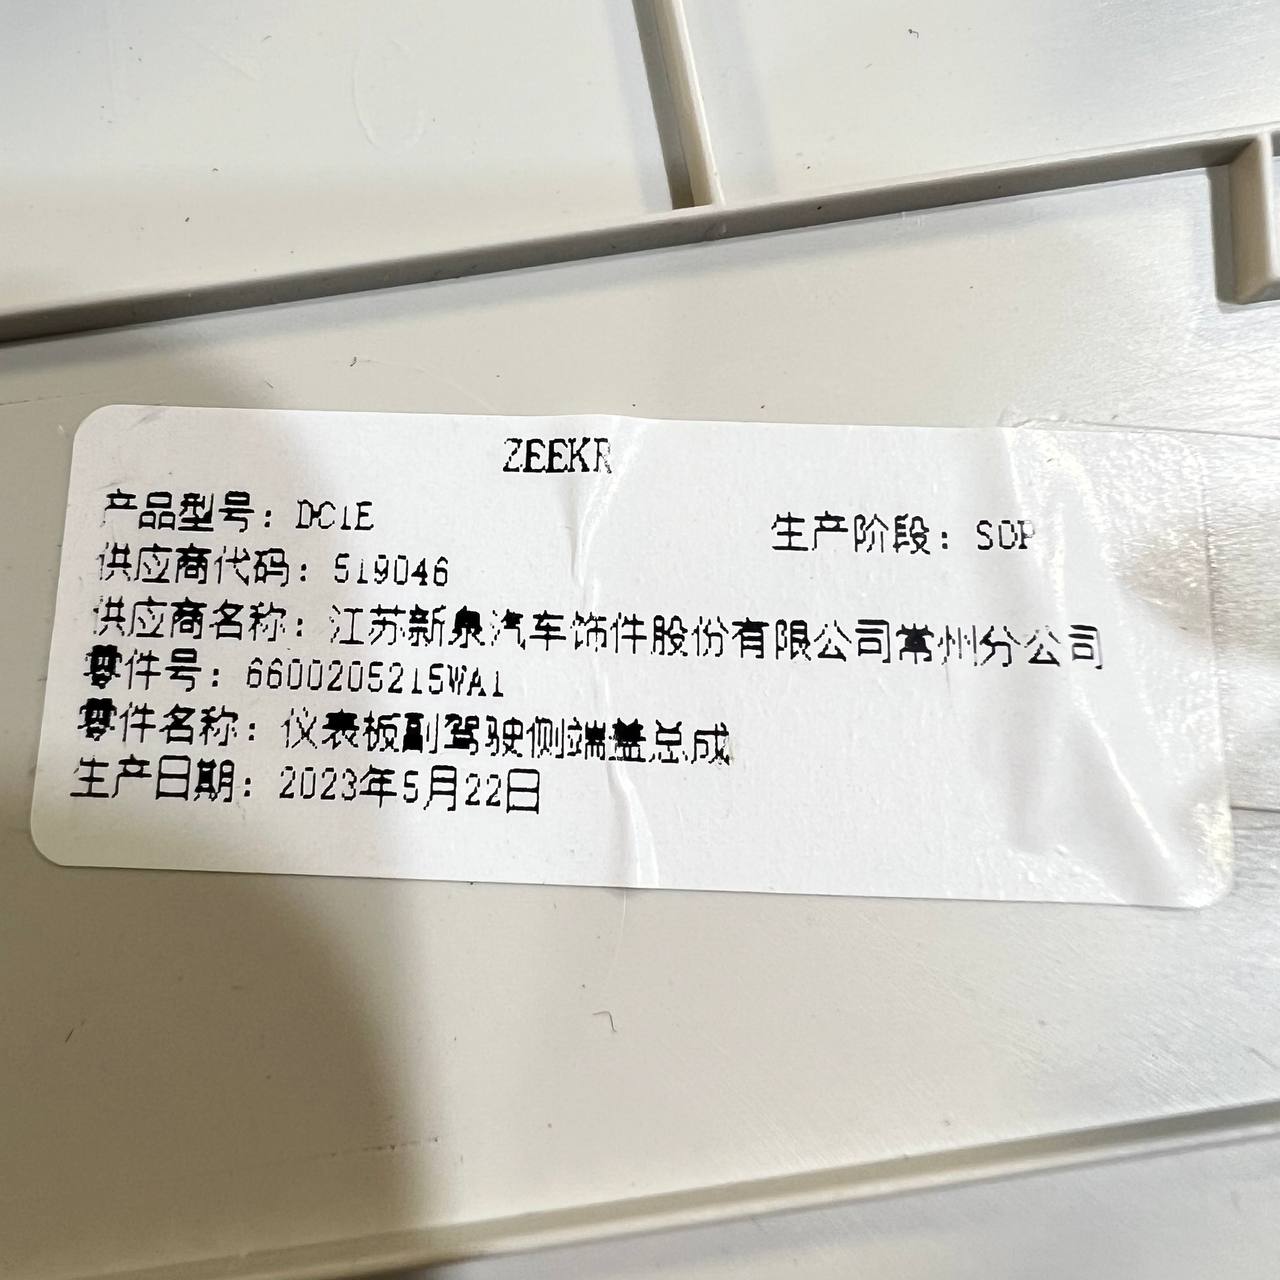 ZEEKR
产品型号：DC1E
生产阶段：SOP
供应商代码：519046
供应商名称：江苏新泉汽车饰件股份有限公司常州分公司
零件号：6600205215WA1
零件名称：仪表板副驾驶侧端盖总成
生产日期：2023年5月22日